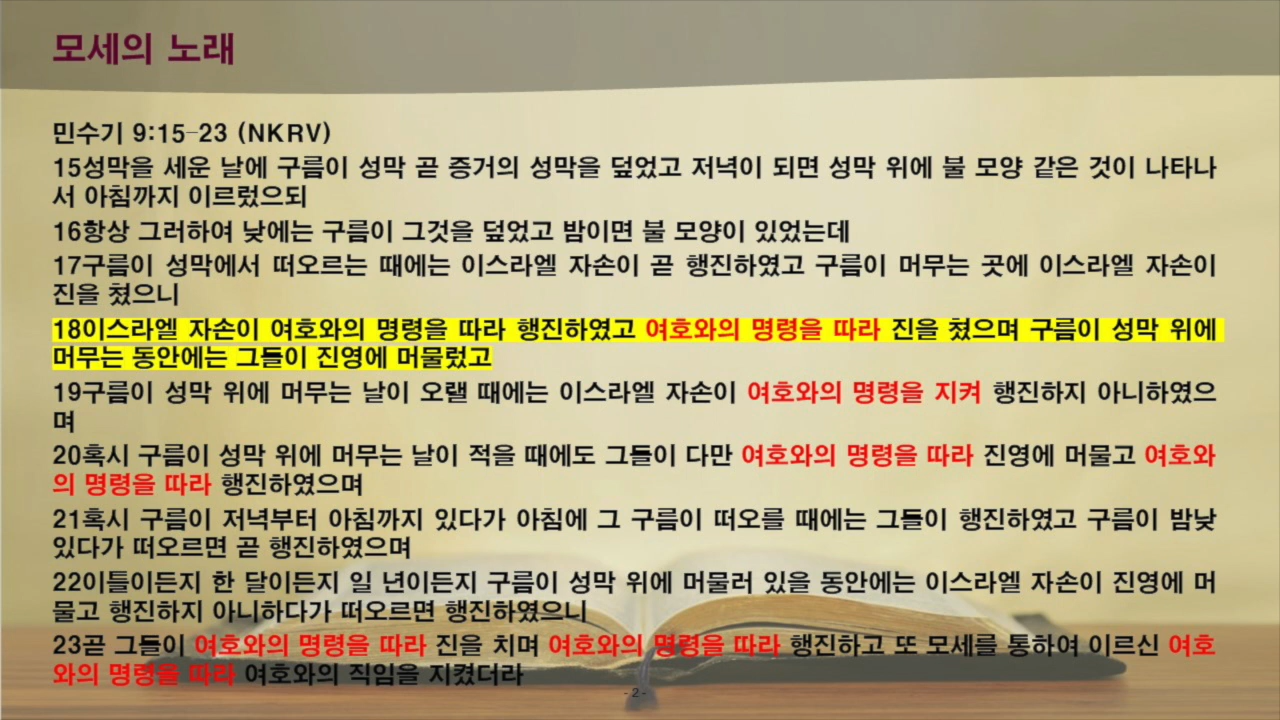 모세의 노래
민수기 9:15-23 (NKRV)
15성막을 세운 날에 구름이 성막 곧 증거의 성막을 덮었고 저녁이 되면 성막 위에 불 모양 같은 것이 나타나
서 아침까지 이르렀으되
16항상 그러하여 낮에는 구름이 그것을 덮었고 밤이면 불 모양이 있었는데
17구름이 성막에서 떠오르는 때에는 이스라엘 자손이 곧 행진하였고 구름이 머무는 곳에 이스라엘 자손이
진을 쳤으니
18이스라엘 자손이 여호와의 명령을 따라 행진하였고 여호와의 명령을 따라 진을 쳤으며 구름이 성막 위에
머무는 동안에는 그들이 진영에 머물렀고
19구름이 성막 위에 머무는 날이 오랠 때에는 이스라엘 자손이 여호와의 명령을 지켜 행진하지 아니하였으
며
20혹시 구름이 성막 위에 머무는 날이 적을 때에도 그들이 다만 여호와의 명령을 따라 진영에 머물고 여호와
의 명령을 따라 행진하였으며
21혹시 구름이 저녁부터 아침까지 있다가 아침에 그 구름이 떠오를 때에는 그들이 행진하였고 구름이 밤낮
있다가 떠오르면 곧 행진하였으며
22이틀이든지 한 달이든지 일 년이든지 구름이 성막 위에 머물러 있을 동안에는 이스라엘 자손이 진영에 머
물고 행진하지 아니하다가 떠오르면 행진하였으니
23곧 그들이 여호와의 명령을 따라 진을 치며 여호와의 명령을 따라 행진하고 또 모세를 통하여 이르신 여호
와의 명령을 따라 여호와의 직임을 지켰더라
- 2 -